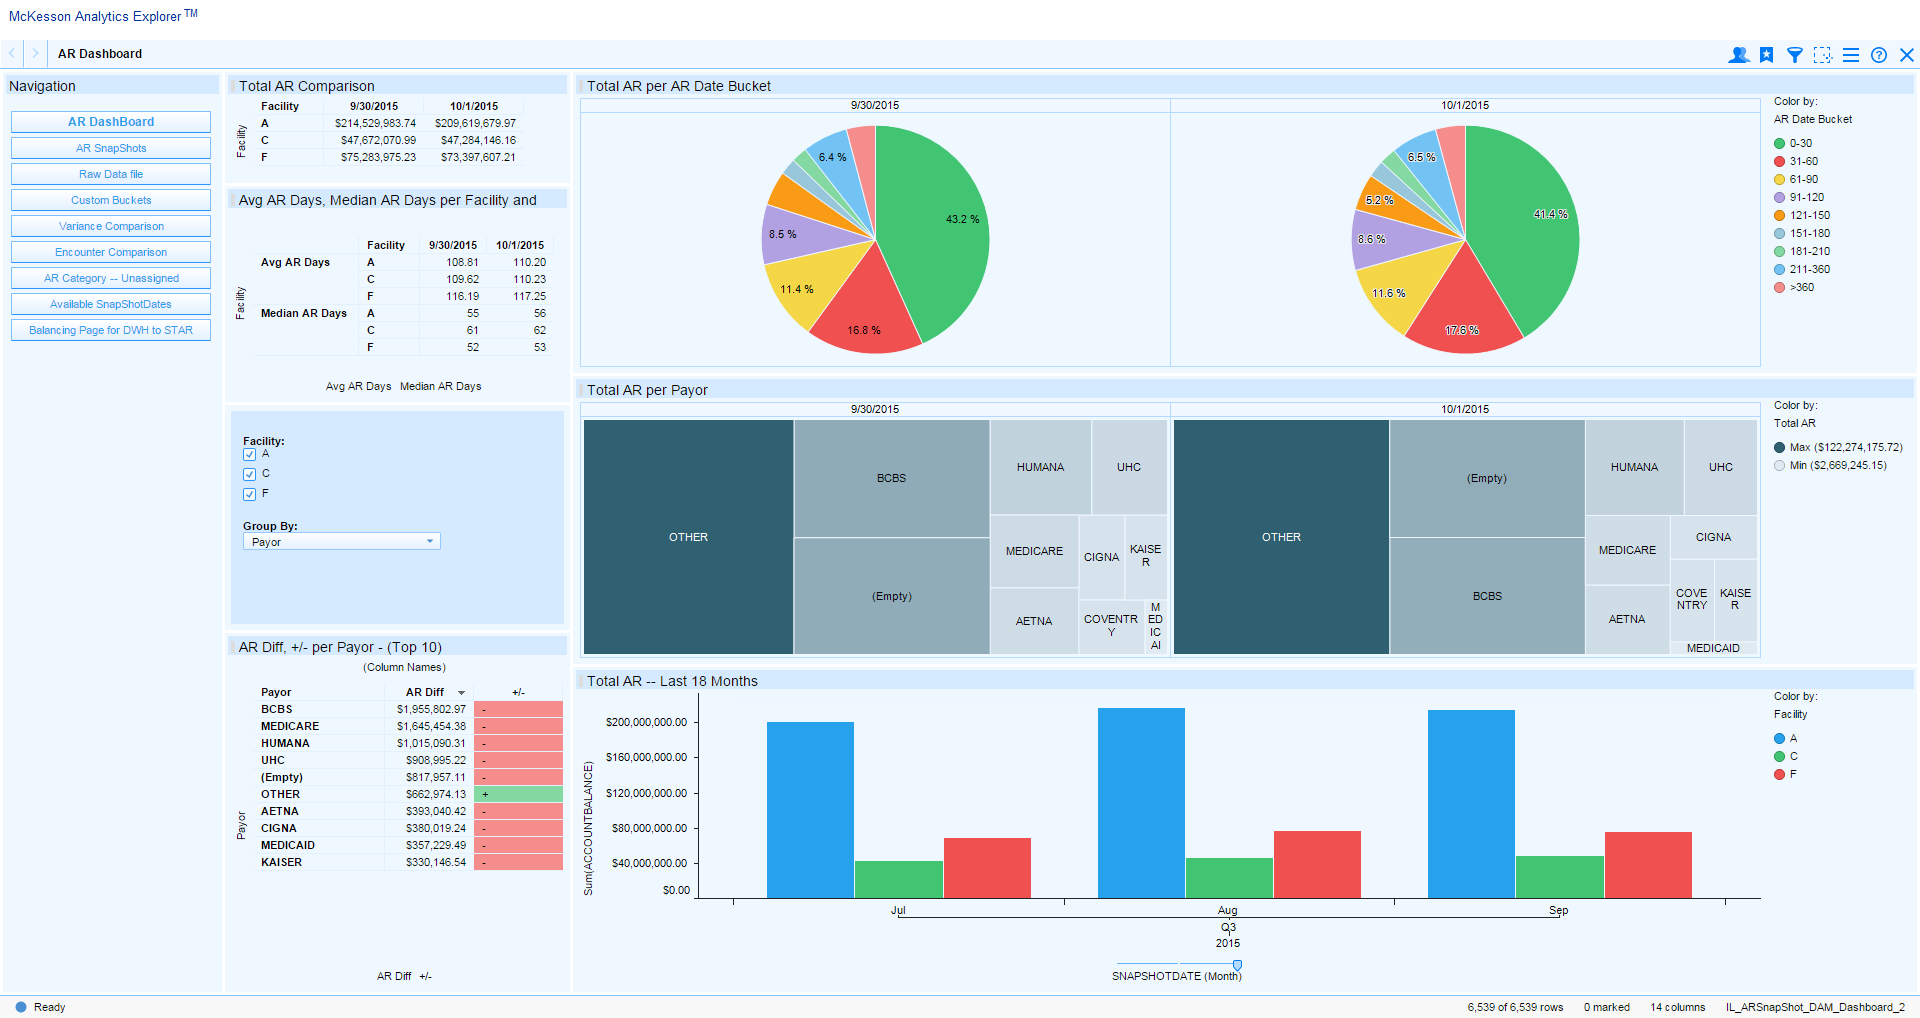 McKesson Analytics Explorer TM
AR Dashboard
Navigation
AR DashBoard
AR SnapShots
Raw Data file
Custom Buckets
Variance Comparison
Encounter Comparison
AR Category -- Unassigned
Available SnapShotDates
Balancing Page for DWH to STAR
Total AR Comparison
Facility 9/30/2015 10/1/2015
A $214,529,983.74 $209,619,679.97
C $47,672,070.99 $47,284,146.16
F $75,283,975.23 $73,397,607.21
Facility
Avg AR Days, Median AR Days per Facility and
Facility 9/30/2015 10/1/2015
Avg AR Days A 108.81 110.20
C 109.62 110.23
F 116.19 117.25
Median AR Days A 55 56
C 61 62
F 52 53
Facility
Avg AR Days Median AR Days
Facility:
A
C
F
Group By:
Payor
AR Diff, +/- per Payor - (Top 10)
(Column Names)
Payor AR Diff +/-
BCBS $1,955,802.97 -
MEDICARE $1,645,454.38 -
HUMANA $1,015,090.31 -
UHC $908,995.22 -
(Empty) $817,957.11 -
OTHER $662,974.13 +
AETNA $393,040.42 -
CIGNA $380,019.24 -
MEDICAID $357,229.49 -
KAISER $330,146.54 -
Payor
AR Diff +/-
Total AR per AR Date Bucket
9/30/2015
43.2 %
16.8 %
11.4 %
8.5 %
6.4 %
10/1/2015
41.4 %
17.6 %
11.6 %
8.6 %
5.2 %
6.5 %
Color by:
AR Date Bucket
0-30
31-60
61-90
91-120
121-150
151-180
181-210
211-360
>360
Total AR per Payor
9/30/2015
OTHER
BCBS
(Empty)
HUMANA
UHC
MEDICARE
CIGNA
KAISE
R
AETNA
COVENTR
Y
M
ED
IC
AI
10/1/2015
OTHER
(Empty)
BCBS
HUMANA
UHC
MEDICARE
CIGNA
AETNA
COVE
NTRY
KAISE
R
MEDICAID
Color by:
Total AR
Max ($122,274,175.72)
Min ($2,669,245.15)
Total AR -- Last 18 Months
Sum(ACCOUNTBALANCE)
$200,000,000.00
$160,000,000.00
$120,000,000.00
$80,000,000.00
$40,000,000.00
$0.00
Jul Aug Sep
Q3
2015
SNAPSHOTDATE (Month)
Color by:
Facility
A
C
F
Ready
6,539 of 6,539 rows 0 marked 14 columns IL_ARSnapShot_DAM_Dashboard_2